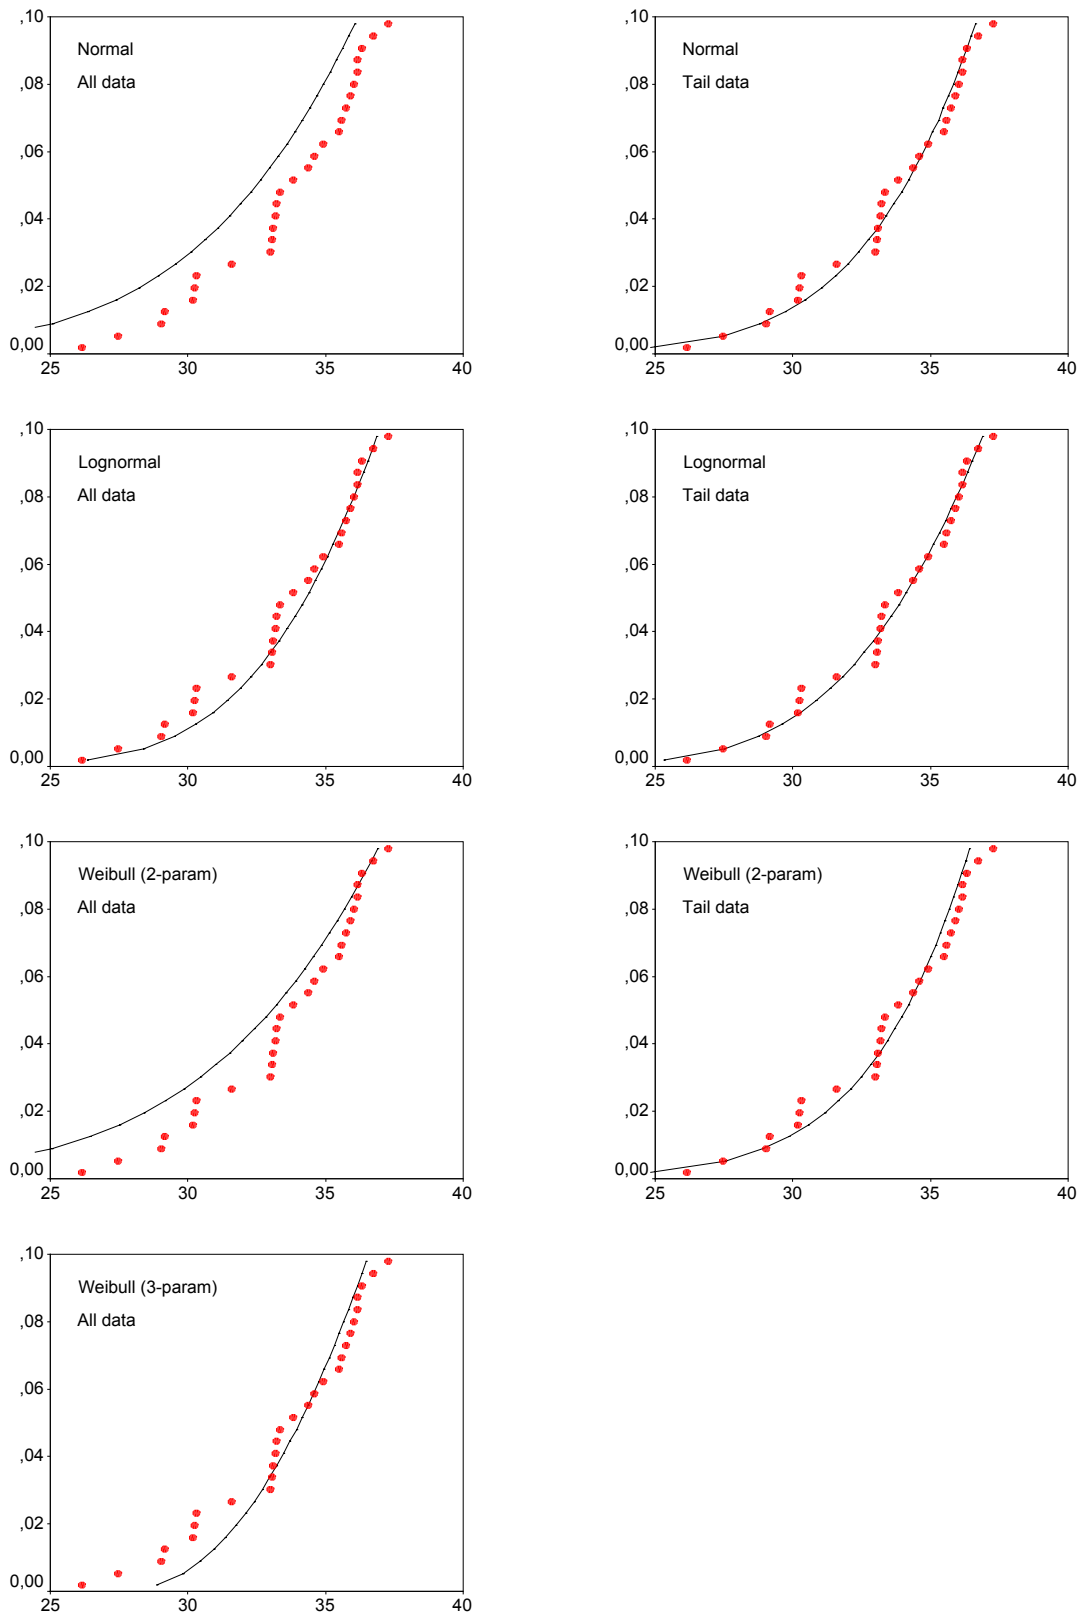 ,10
Normal
,08
All data
,06
,04
,02
0,00
25 30 35 40
,10
Normal
,08
Tail data
,06
,04
,02
0,00
25 30 35 40
,10
Lognormal
,08
All data
,06
,04
,02
0,00
25 30 35 40
,10
Lognormal
,08
Tail data
,06
,04
,02
0,00
25 30 35 40
,10
Weibull (2-param)
,08
All data
,06
,04
,02
0,00
25 30 35 40
,10
Weibull (2-param)
,08
Tail data
,06
,04
,02
0,00
25 30 35 40
,10
Weibull (3-param)
,08
All data
,06
,04
,02
0,00
25 30 35 40